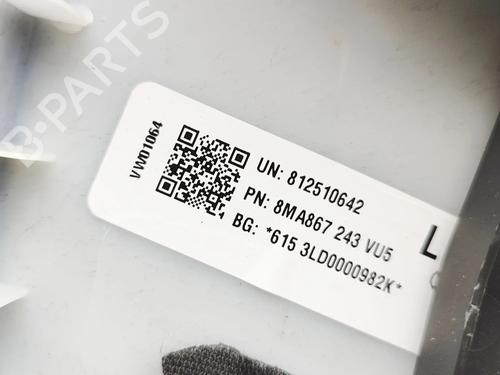 B-PARTS
VW01064
UN: 812510642
PN: 8MA867 243 VU5
BG: *615 3LD0000982K*
L